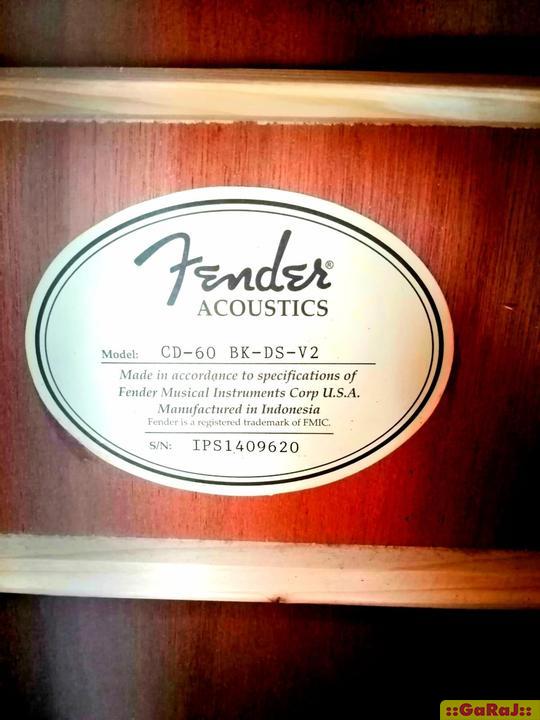 Fender®
ACOUSTICS
Model: CD-60 BK-DS-V2
Made in accordance to specifications of
Fender Musical Instruments Corp U.S.A.
Manufactured in Indonesia
Fender is a registered trademark of FMIC.
S/N: IPS1409620
::GaRaJ::